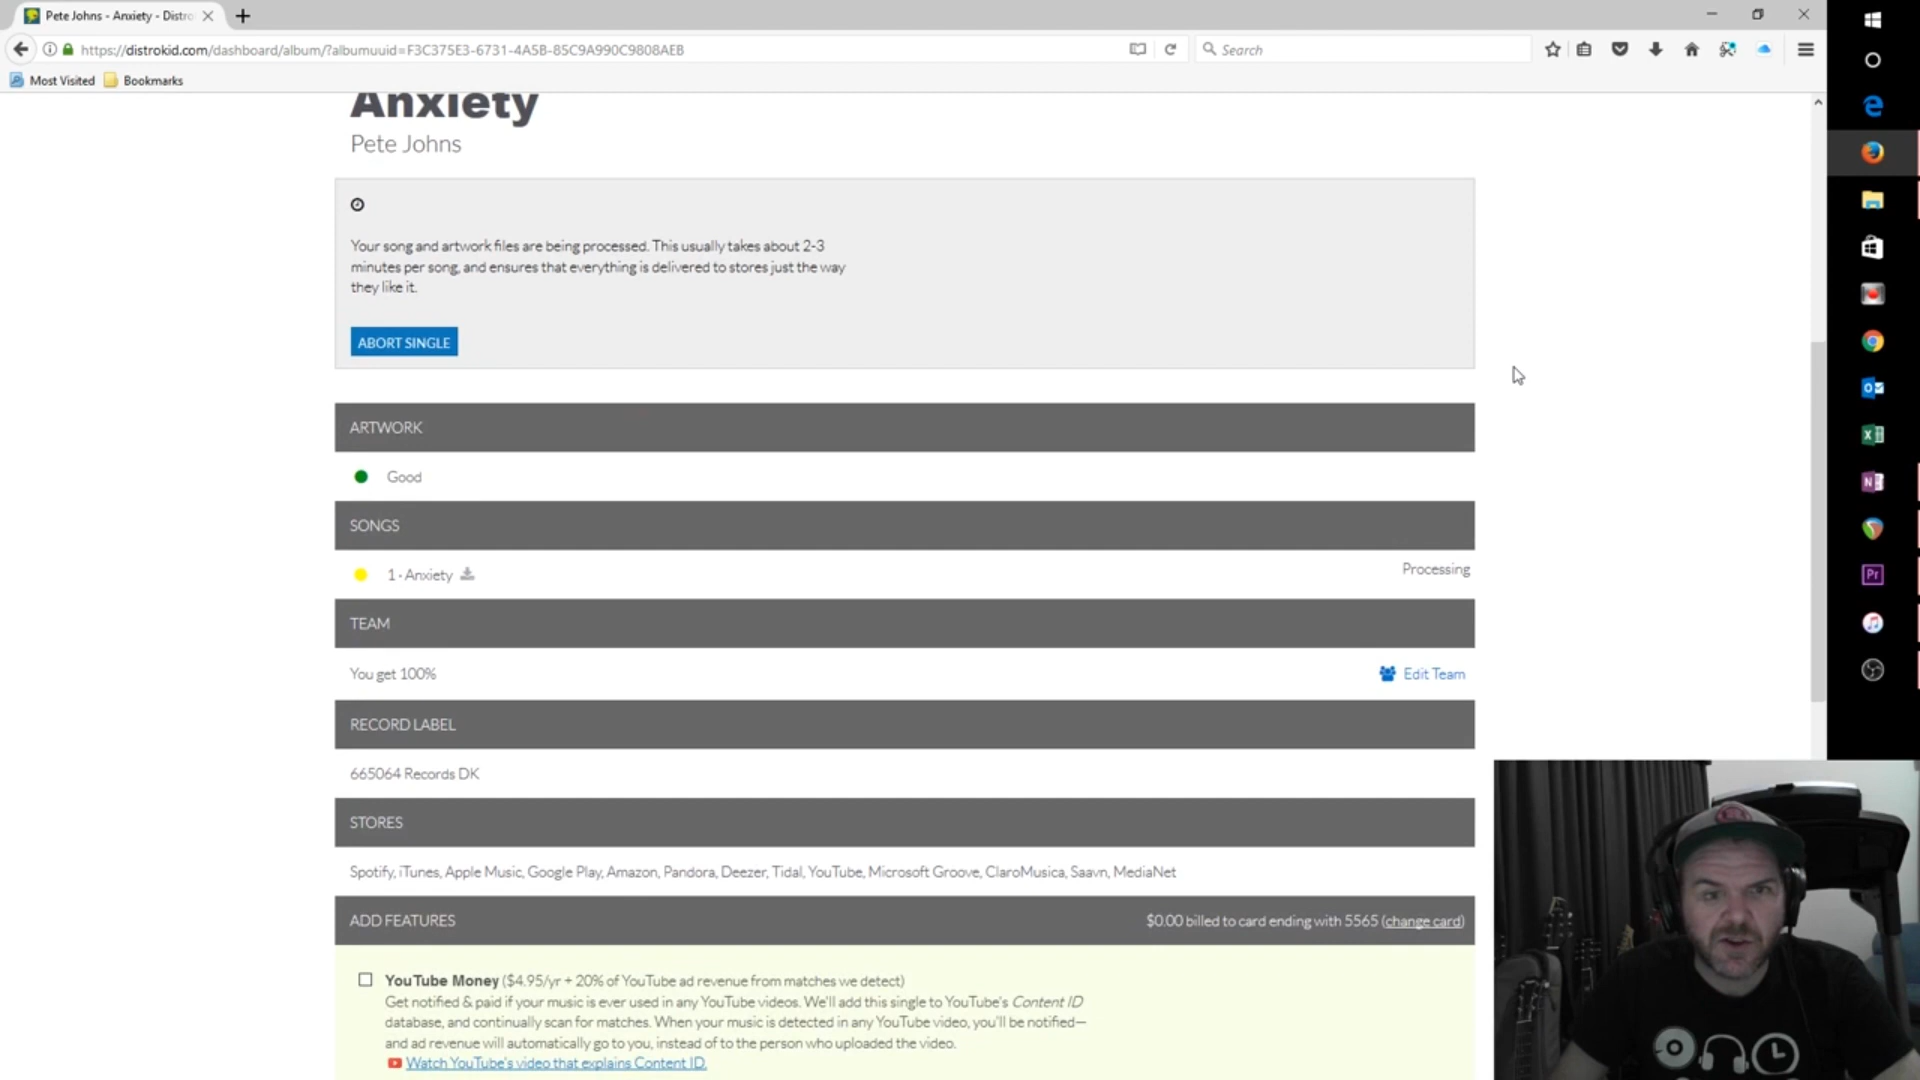 Pete Johns - Anxiety - Distro
https://distrokid.com/dashboard/album/?albumuuid=F3C375E3-6731-4A5B-85C9A990C9808AEB
Search
Most Visited
Bookmarks
Anxiety
Pete Johns
Your song and artwork files are being processed. This usually takes about 2-3
minutes per song, and ensures that everything is delivered to stores just the way
they like it.
ABORT SINGLE
ARTWORK
Good
SONGS
1 - Anxiety
Processing
TEAM
You get 100%
Edit Team
RECORD LABEL
665064 Records DK
STORES
Spotify, iTunes, Apple Music, Google Play, Amazon, Pandora, Deezer, Tidal, YouTube, Microsoft Groove, ClaroMusica, Saavn, MediaNet
ADD FEATURES
$0.00 billed to card ending with 5565 (change card)
YouTube Money ($4.95/yr + 20% of YouTube ad revenue from matches we detect)
Get notified & paid if your music is ever used in any YouTube videos. We'll add this single to YouTube's Content ID
database, and continually scan for matches. When your music is detected in any YouTube video, you'll be notified—
and ad revenue will automatically go to you, instead of to the person who uploaded the video.
Watch YouTube's video that explains Content ID.